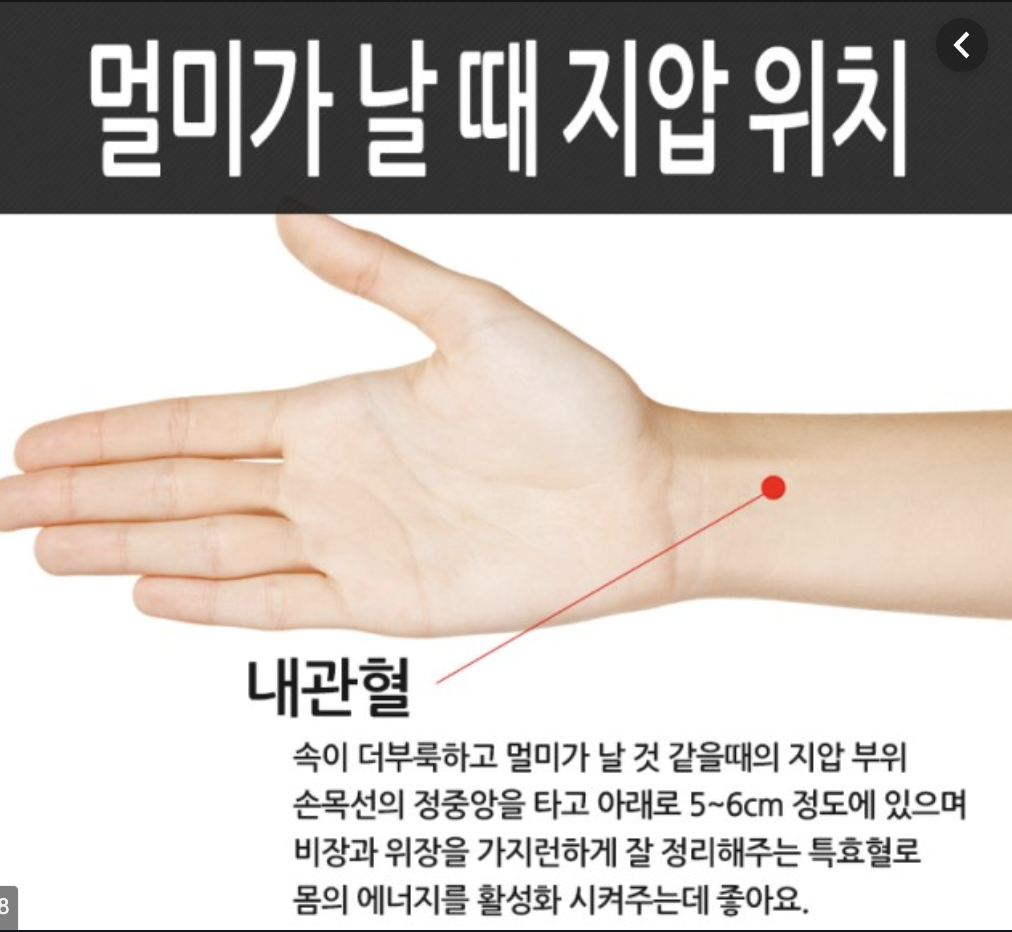 멀미가 날 때 지압 위치
내관혈
속이 더부룩하고 멀미가 날 것 같을때의 지압 부위
손목선의 정중앙을 타고 아래로 5~6cm 정도에 있으며
비장과 위장을 가지런하게 잘 정리해주는 특효혈로
몸의 에너지를 활성화 시켜주는데 좋아요.
8